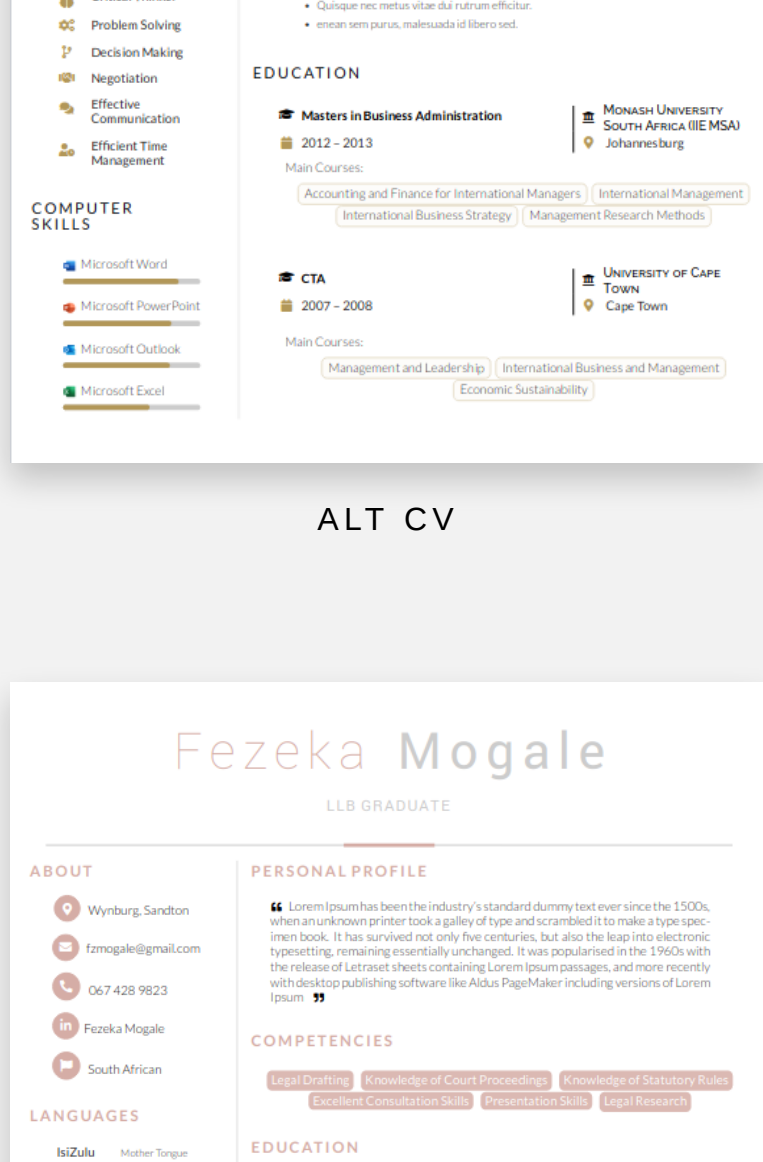 Quisque nec metus vitae dui rutrum efficitur.
enean sem purus, malesuada id libero sed.
Problem Solving
Decision Making
Negotiation
Effective
Communication
Efficient Time
Management
COMPUTER
SKILLS
Microsoft Word
Microsoft PowerPoint
Microsoft Outlook
Microsoft Excel
EDUCATION
Masters in Business Administration
2012 – 2013
Monash University
South Africa (IIE MSA)
Johannesburg
Main Courses:
Accounting and Finance for International Managers
International Management
International Business Strategy
Management Research Methods
CTA
2007 – 2008
University of Cape
Town
Cape Town
Main Courses:
Management and Leadership
International Business and Management
Economic Sustainability
ALT CV
Fezeka Mogale
LLB GRADUATE
ABOUT
Wynburg, Sandton
fzmogale@gmail.com
067 428 9823
Fezeka Mogale
South African
LANGUAGES
IsiZulu Mother Tongue
PERSONAL PROFILE
“ Lorem Ipsum has been the industry’s standard dummy text ever since the 1500s,
when an unknown printer took a galley of type and scrambled it to make a type spec-
imen book. It has survived not only five centuries, but also the leap into electronic
typesetting, remaining essentially unchanged. It was popularised in the 1960s with
the release of Letraset sheets containing Lorem Ipsum passages, and more recently
with desktop publishing software like Aldus PageMaker including versions of Lorem
Ipsum ”
COMPETENCIES
Legal Drafting
Knowledge of Court Proceedings
Knowledge of Statutory Rules
Excellent Consultation Skills
Presentation Skills
Legal Research
EDUCATION